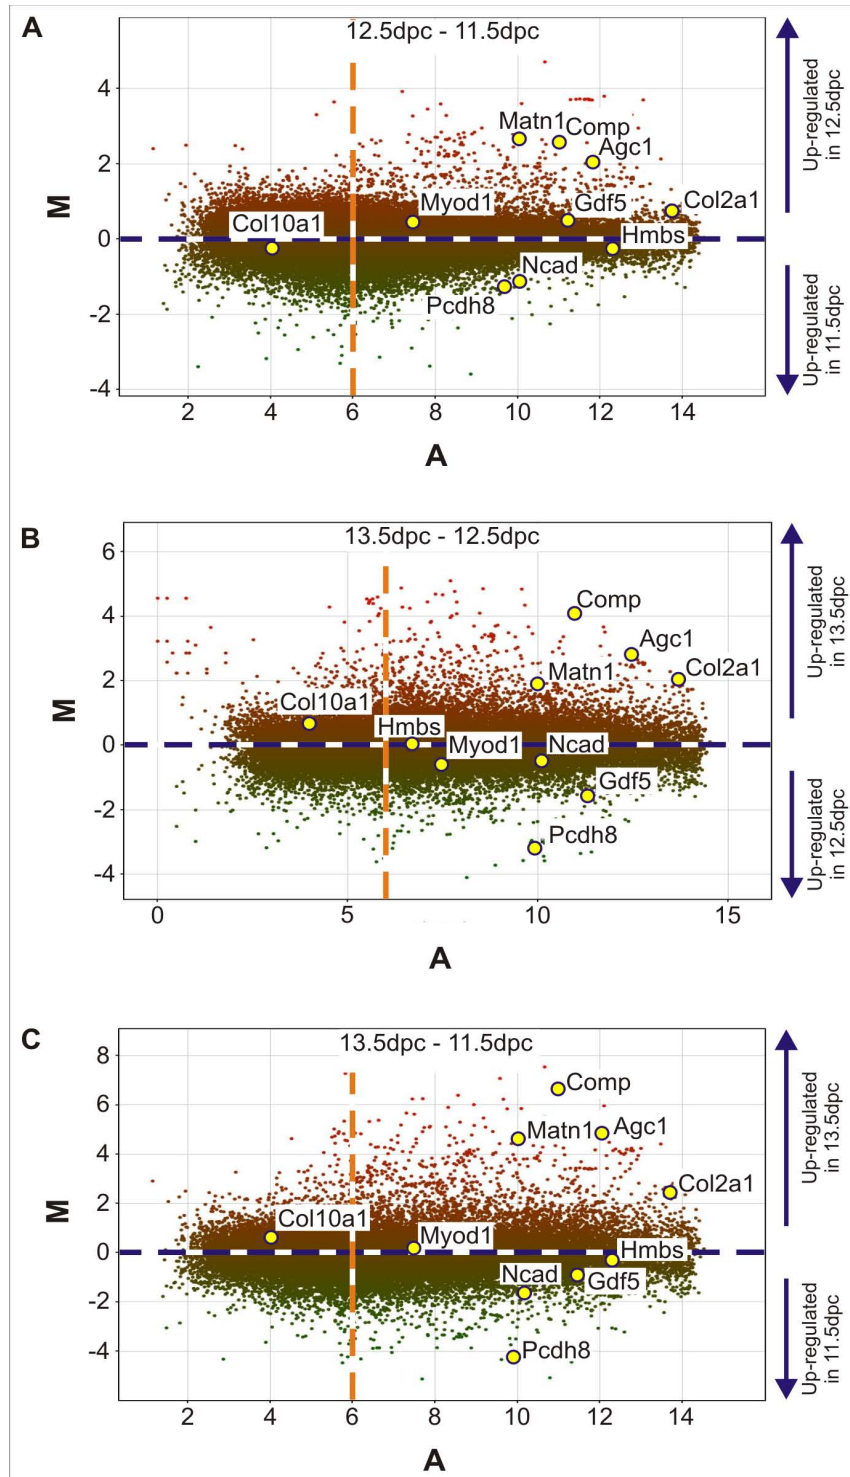 A
12.5dpc - 11.5dpc
4
2
0
-2
-4
M
Matn1
Comp
Agc1
Myod1
Gdf5
Col2a1
Col10a1
Hmbs
Ncad
Pcdh8
2
4
6
8
10
12
14
A
Up-regulated
in 12.5dpc
Up-regulated
in 11.5dpc
B
13.5dpc - 12.5dpc
6
4
2
0
-2
-4
M
Comp
Agc1
Matn1
Col2a1
Col10a1
Hmbs
Myod1
Ncad
Gdf5
Pcdh8
0
5
10
15
A
Up-regulated
in 13.5dpc
Up-regulated
in 12.5dpc
C
13.5dpc - 11.5dpc
8
6
4
2
0
-2
-4
M
Comp
Matn1
Agc1
Col2a1
Col10a1
Myod1
Hmbs
Ncad
Gdf5
Pcdh8
2
4
6
8
10
12
14
A
Up-regulated
in 13.5dpc
Up-regulated
in 11.5dpc